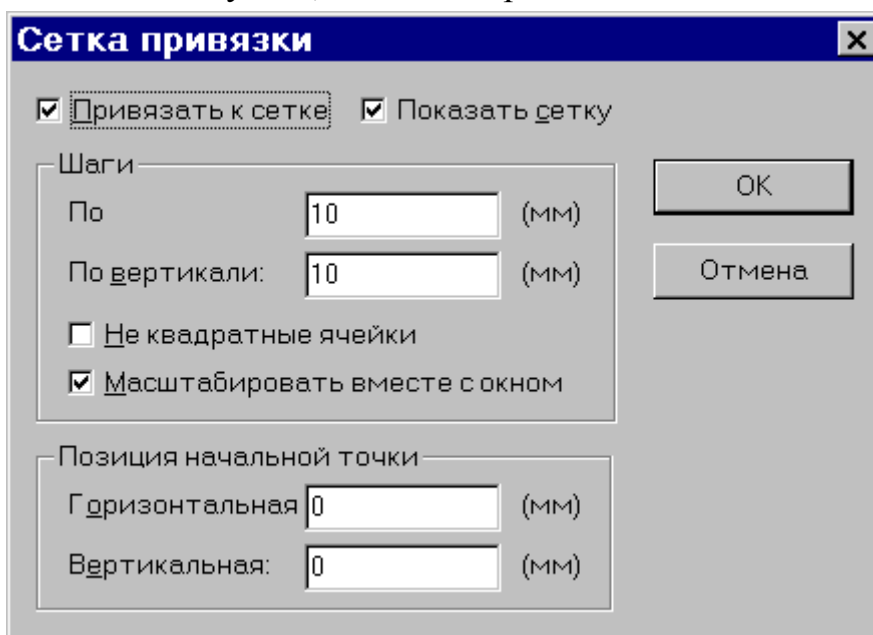 Сетка привязки
Привязать к сетке Показать сетку
Шаги
По 10 (мм)
По вертикали: 10 (мм)
Не квадратные ячейки
Масштабировать вместе с окном
OK
Отмена
Позиция начальной точки
Горизонтальная 0 (мм)
Вертикальная: 0 (мм)